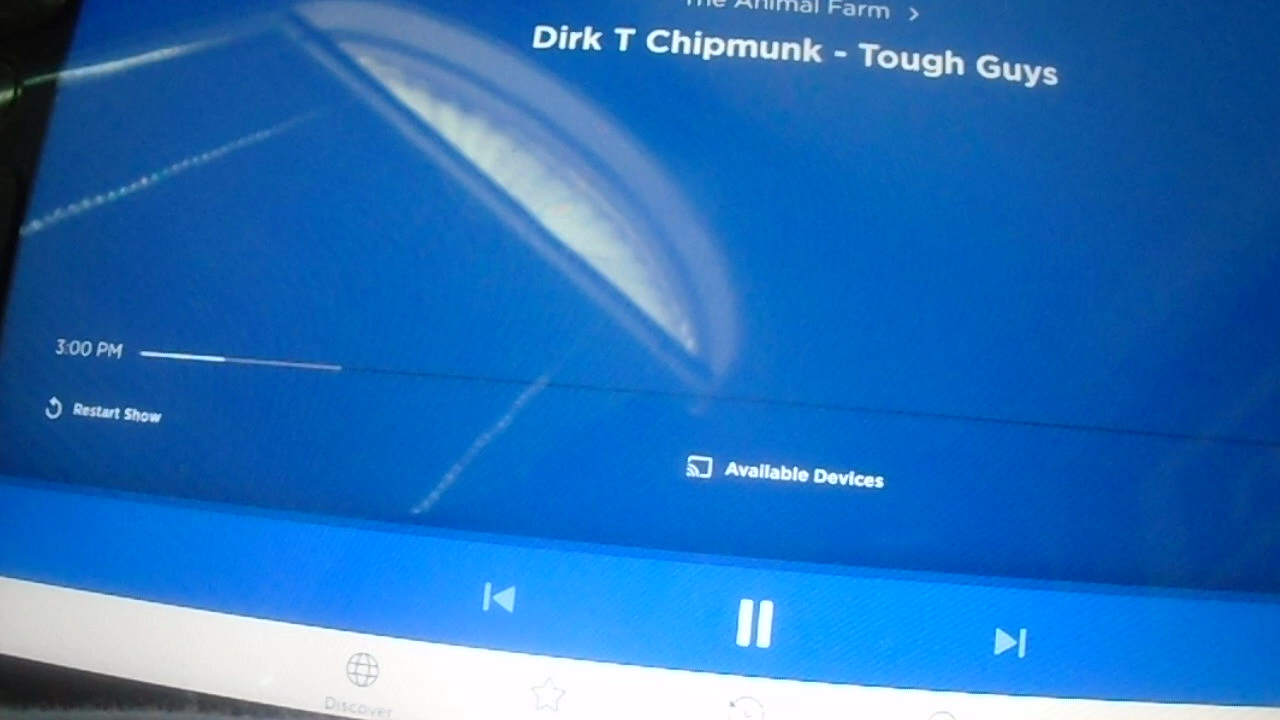 The Animal Farm >
Dirk T Chipmunk - Tough Guys
3:00 PM
Restart Show
Available Devices
Discover